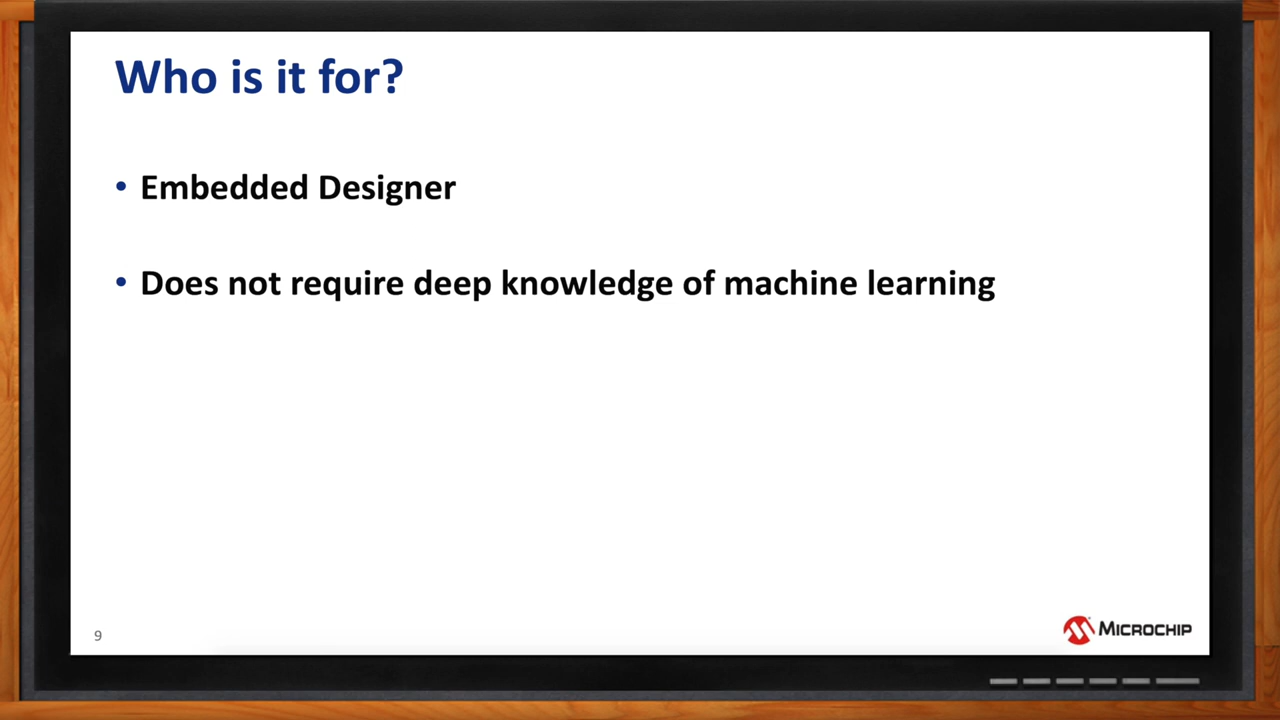 Who is it for?
• Embedded Designer
• Does not require deep knowledge of machine learning
9
MICROCHIP